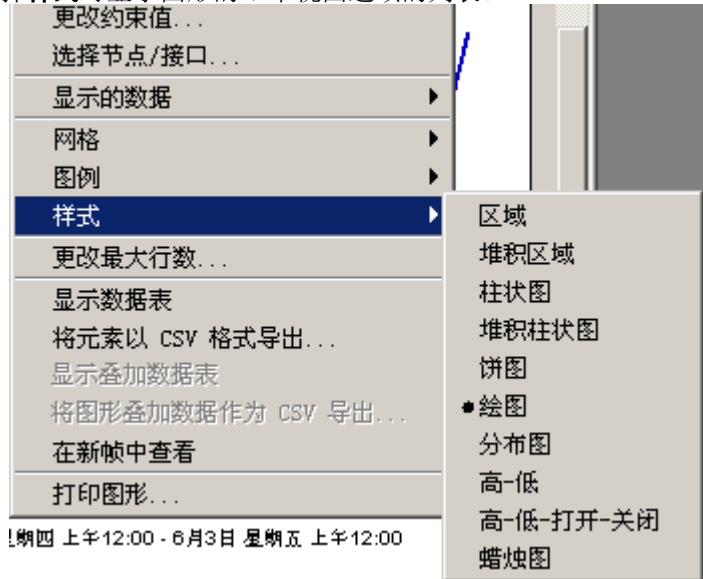 更改约束值...
选择节点/接口...
显示的数据
网格
图例
样式
更改最大行数...
显示数据表
将元素以 CSV 格式导出...
显示叠加数据表
将图形叠加数据作为 CSV 导出...
在新帧中查看
打印图形...
区域
堆积区域
柱状图
堆积柱状图
饼图
绘图
分布图
高-低
高-低-打开-关闭
蜡烛图
期四 上午12:00 - 6月3日 星期五 上午12:00